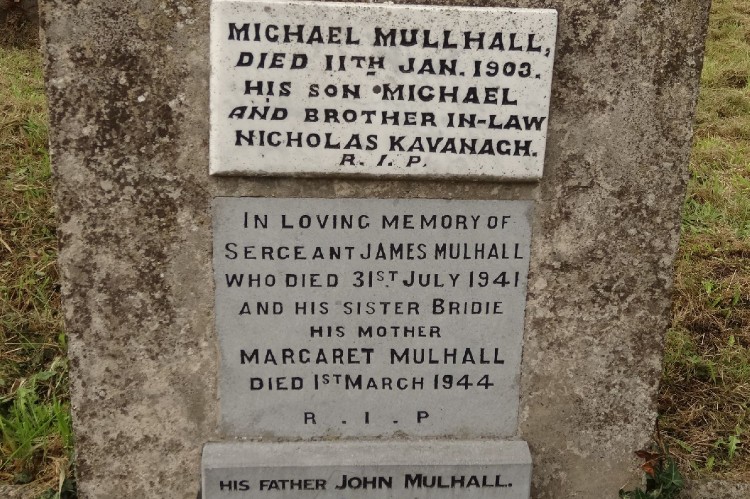 MICHAEL MULLHALL,
DIED 11TH JAN. 1903.
HIS SON MICHAEL
AND BROTHER IN-LAW
NICHOLAS KAVANAGH.
R. I. P.
IN LOVING MEMORY OF
SERGEANT JAMES MULHALL
WHO DIED 31ST JULY 1941
AND HIS SISTER BRIDIE
HIS MOTHER
MARGARET MULHALL
DIED 1ST MARCH 1944
R . I . P
HIS FATHER JOHN MULHALL.